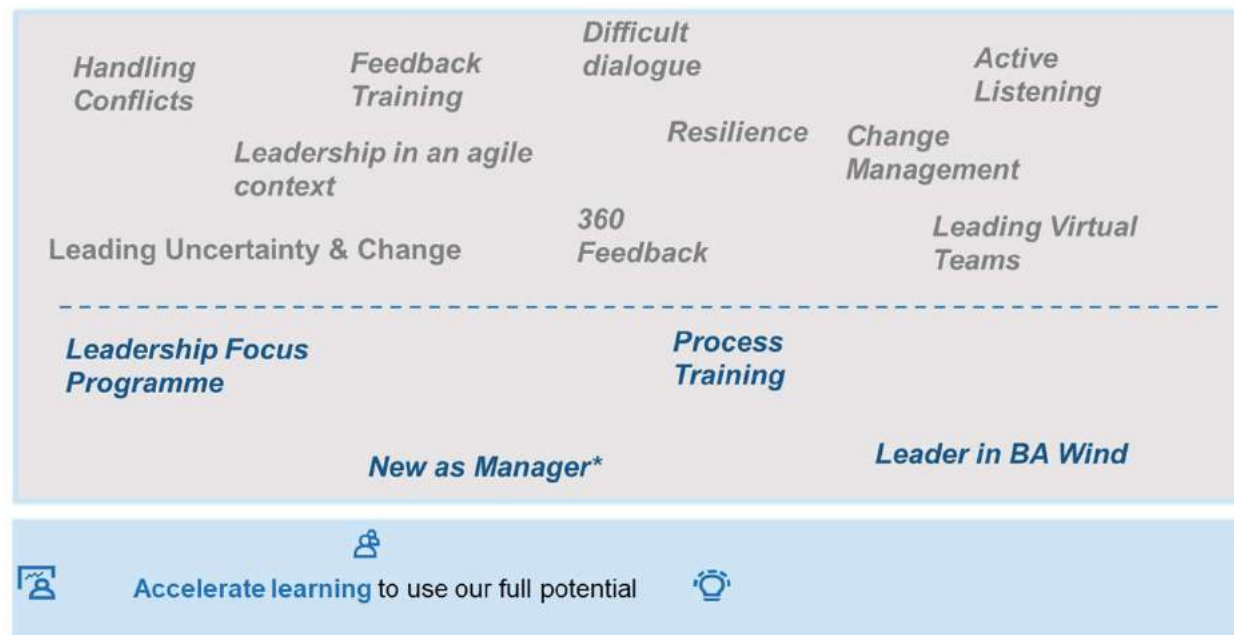 Handling
Conflicts
Feedback
Training
Difficult
dialogue
Active
Listening
Leadership in an agile
context
Resilience
Change
Management
Leading Uncertainty & Change
360
Feedback
Leading Virtual
Teams
Leadership Focus
Programme
Process
Training
New as Manager*
Leader in BA Wind
Accelerate learning to use our full potential